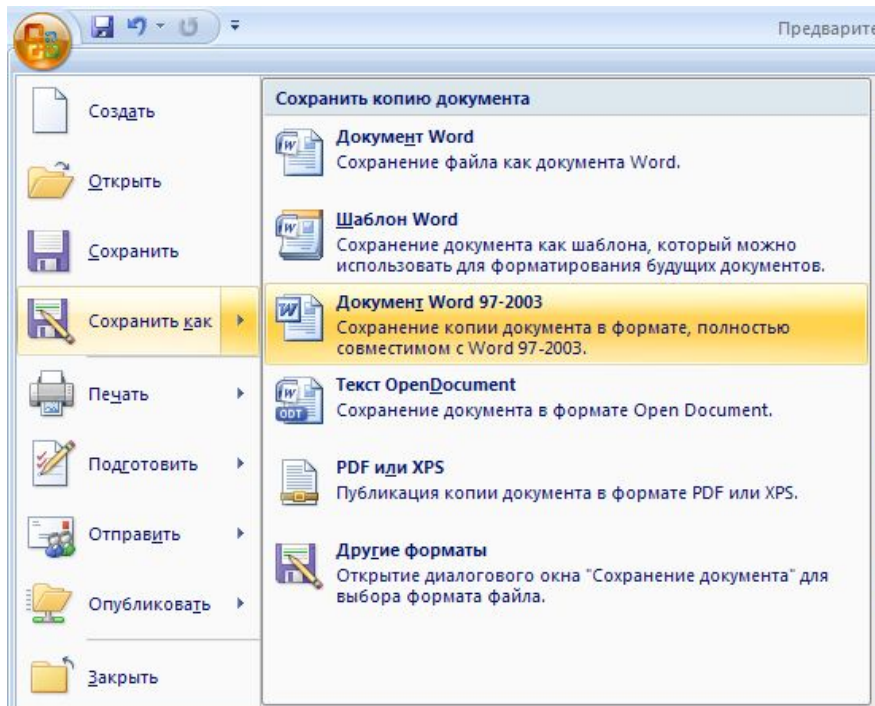 Предварите
Создать
Открыть
Сохранить
Сохранить как
Печать
Подготовить
Отправить
Опубликовать
Закрыть
Сохранить копию документа
Документ Word
Сохранение файла как документа Word.
Шаблон Word
Сохранение документа как шаблона, который можно
использовать для форматирования будущих документов.
Документ Word 97-2003
Сохранение копии документа в формате, полностью
совместимом с Word 97-2003.
Текст OpenDocument
Сохранение документа в формате Open Document.
PDF или XPS
Публикация копии документа в формате PDF или XPS.
Другие форматы
Открытие диалогового окна "Сохранение документа" для
выбора формата файла.
ODT